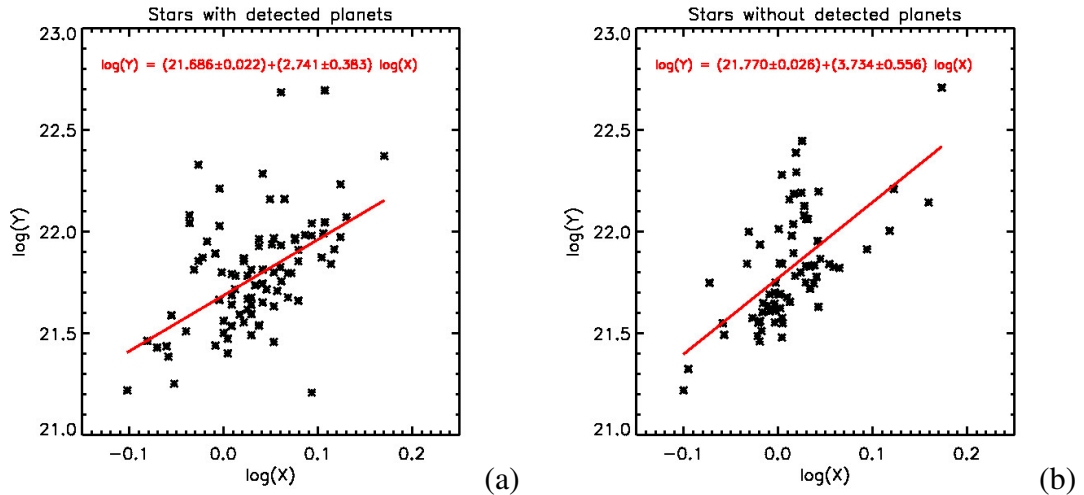 Stars with detected planets
log(Y) = (21.686±0.022)+(2.741±0.383) log(X)
23.0
22.5
22.0
21.5
21.0
log(Y)
-0.1 0.0 0.1 0.2
log(X)
(a)
Stars without detected planets
log(Y) = (21.770±0.026)+(3.734±0.556) log(X)
23.0
22.5
22.0
21.5
21.0
log(Y)
-0.1 0.0 0.1 0.2
log(X)
(b)